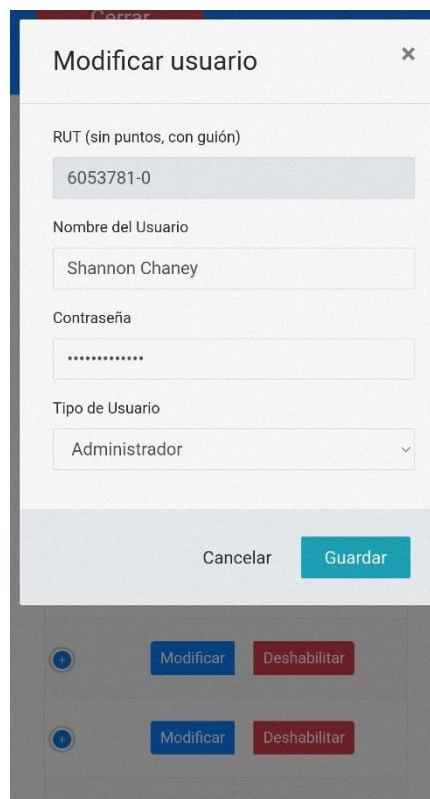 Cerrar
Modificar usuario
×
RUT (sin puntos, con guión)
6053781-0
Nombre del Usuario
Shannon Chaney
Contraseña
•••••••••••••
Tipo de Usuario
Administrador
Cancelar Guardar
+ Modificar Deshabilitar
+ Modificar Deshabilitar